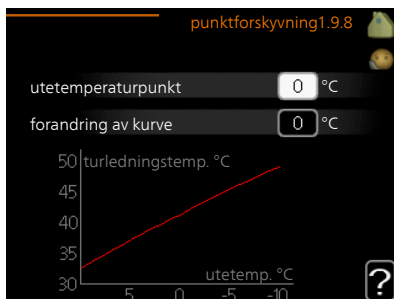 punktforskyvning1.9.8
utetemperaturpunkt 0 °C
forandring av kurve 0 °C
50 turledningstemp. °C
45
40
35
30
utetemp. °C
5 0 -5 -10
?